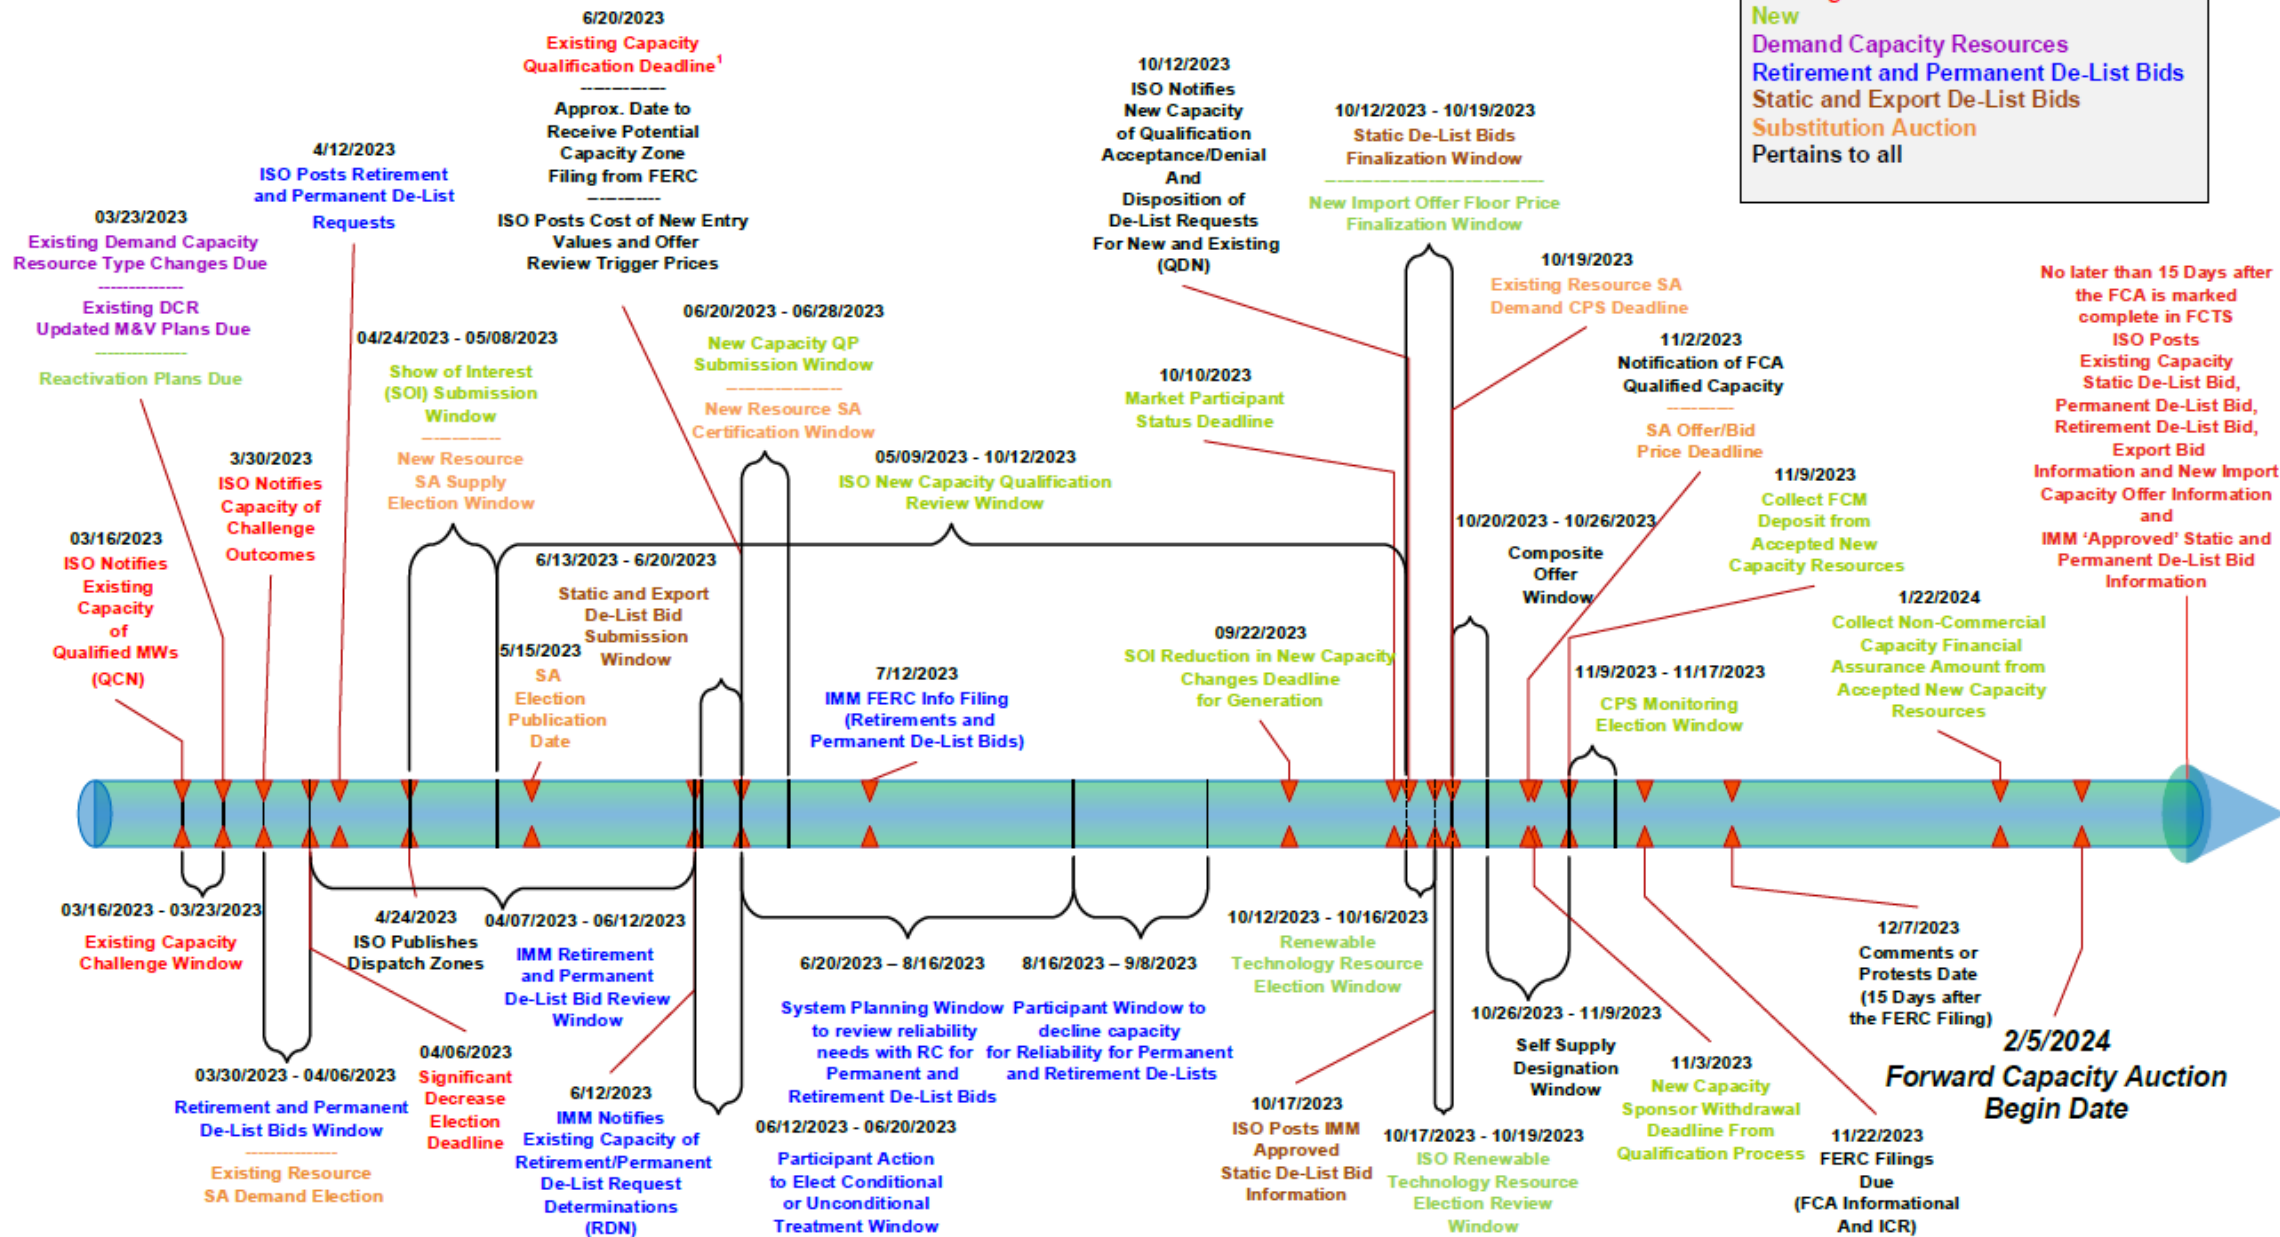 New
Demand Capacity Resources
Retirement and Permanent De-List Bids
Static and Export De-List Bids
Substitution Auction
Pertains to all
03/16/2023
ISO Notifies
Existing
Capacity
of
Qualified MWs
(QCN)
03/23/2023
Existing Demand Capacity
Resource Type Changes Due
--------------
Existing DCR
Updated M&V Plans Due
---------------
Reactivation Plans Due
3/30/2023
ISO Notifies
Capacity of
Challenge
Outcomes
4/12/2023
ISO Posts Retirement
and Permanent De-List
Requests
04/24/2023 - 05/08/2023
Show of Interest
(SOI) Submission
Window
-------------
New Resource
SA Supply
Election Window
5/15/2023
SA
Election
Publication
Date
6/13/2023 - 6/20/2023
Static and Export
De-List Bid
Submission
Window
6/20/2023
Existing Capacity
Qualification Deadline1
--------------
Approx. Date to
Receive Potential
Capacity Zone
Filing from FERC
------------
ISO Posts Cost of New Entry
Values and Offer
Review Trigger Prices
06/20/2023 - 06/28/2023
New Capacity QP
Submission Window
-------------------
New Resource SA
Certification Window
05/09/2023 - 10/12/2023
ISO New Capacity Qualification
Review Window
7/12/2023
IMM FERC Info Filing
(Retirements and
Permanent De-List Bids)
09/22/2023
SOI Reduction in New Capacity
Changes Deadline
for Generation
10/10/2023
Market Participant
Status Deadline
10/12/2023
ISO Notifies
New Capacity
of Qualification
Acceptance/Denial
And
Disposition of
De-List Requests
For New and Existing
(QDN)
10/12/2023 - 10/19/2023
Static De-List Bids
Finalization Window
------------------------------------
New Import Offer Floor Price
Finalization Window
10/19/2023
Existing Resource SA
Demand CPS Deadline
10/20/2023 - 10/26/2023
Composite
Offer
Window
11/2/2023
Notification of FCA
Qualified Capacity
-----------
SA Offer/Bid
Price Deadline
11/9/2023
Collect FCM
Deposit from
Accepted New
Capacity Resources
11/9/2023 - 11/17/2023
CPS Monitoring
Election Window
1/22/2024
Collect Non-Commercial
Capacity Financial
Assurance Amount from
Accepted New Capacity
Resources
No later than 15 Days after
the FCA is marked
complete in FCTS
ISO Posts
Existing Capacity
Static De-List Bid,
Permanent De-List Bid,
Retirement De-List Bid,
Export Bid
Information and New Import
Capacity Offer Information
and
IMM ‘Approved’ Static and
Permanent De-List Bid
Information
03/16/2023 - 03/23/2023
Existing Capacity
Challenge Window
03/30/2023 - 04/06/2023
Retirement and Permanent
De-List Bids Window
---------------
Existing Resource
SA Demand Election
4/24/2023
ISO Publishes
Dispatch Zones
04/06/2023
Significant
Decrease
Election
Deadline
04/07/2023 - 06/12/2023
IMM Retirement
and Permanent
De-List Bid Review
Window
6/12/2023
IMM Notifies
Existing Capacity of
Retirement/Permanent
De-List Request
Determinations
(RDN)
06/12/2023 - 06/20/2023
Participant Action
to Elect Conditional
or Unconditional
Treatment Window
6/20/2023 – 8/16/2023
System Planning Window
to review reliability
needs with RC for
Permanent and
Retirement De-List Bids
8/16/2023 – 9/8/2023
Participant Window to
decline capacity
for Reliability for Permanent
and Retirement De-Lists
10/12/2023 - 10/16/2023
Renewable
Technology Resource
Election Window
10/17/2023
ISO Posts IMM
Approved
Static De-List Bid
Information
10/17/2023 - 10/19/2023
ISO Renewable
Technology Resource
Election Review
Window
10/26/2023 - 11/9/2023
Self Supply
Designation
Window
11/3/2023
New Capacity
Sponsor Withdrawal
Deadline From
Qualification Process
11/22/2023
FERC Filings
Due
(FCA Informational
And ICR)
12/7/2023
Comments or
Protests Date
(15 Days after
the FERC Filing)
2/5/2024
Forward Capacity Auction
Begin Date